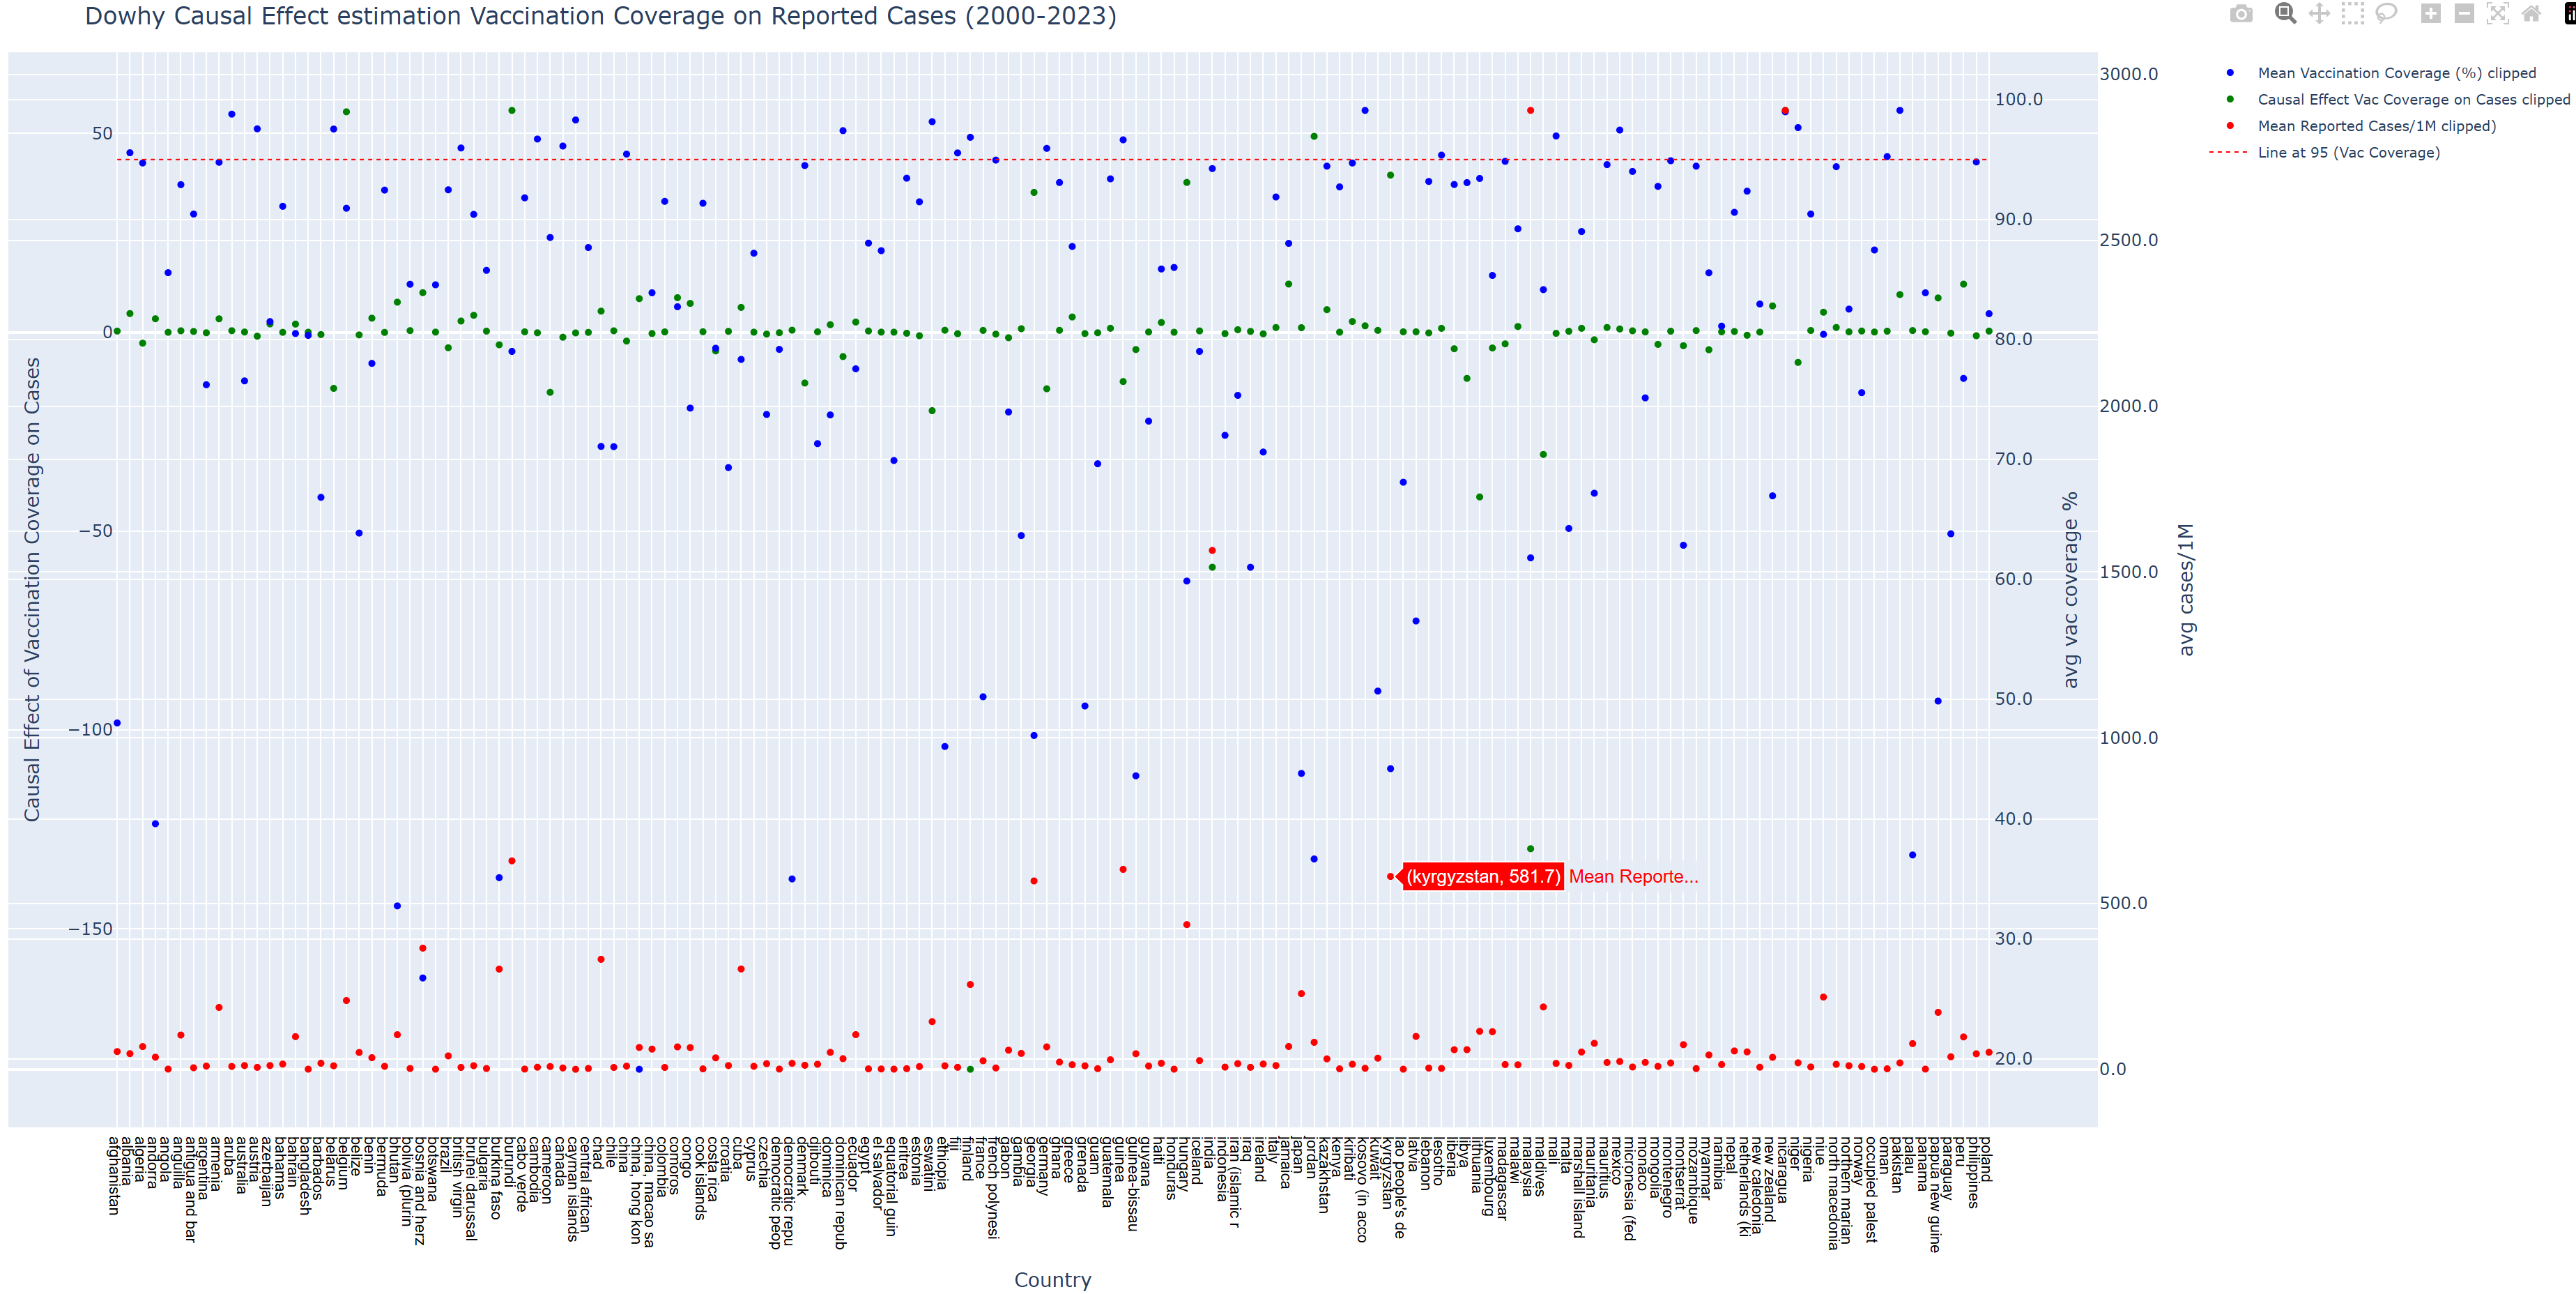 Dowhy Causal Effect estimation Vaccination Coverage on Reported Cases (2000-2023)
Mean Vaccination Coverage (%) clipped
Causal Effect Vac Coverage on Cases clipped
Mean Reported Cases/1M clipped)
Line at 95 (Vac Coverage)
Causal Effect of Vaccination Coverage on Cases
50
0
−50
−100
−150
100.0
90.0
80.0
70.0
60.0
50.0
40.0
30.0
20.0
avg vac coverage %
3000.0
2500.0
2000.0
1500.0
1000.0
500.0
0.0
avg cases/1M
(kyrgyzstan, 581.7) Mean Reporte...
afghanistan
albania
algeria
andorra
angola
anguilla
antigua and bar
argentina
armenia
aruba
australia
austria
azerbaijan
bahamas
bahrain
bangladesh
barbados
belarus
belgium
belize
benin
bermuda
bhutan
bolivia (plurin
bosnia and herz
botswana
brazil
british virgin
brunei darussal
bulgaria
burkina faso
burundi
cabo verde
cambodia
cameroon
canada
cayman islands
central african
chad
chile
china
china, hong kon
china, macao sa
colombia
comoros
congo
cook islands
costa rica
croatia
cuba
cyprus
czechia
democratic peop
democratic repu
denmark
djibouti
dominica
dominican repub
ecuador
egypt
el salvador
equatorial guin
eritrea
estonia
eswatini
ethiopia
fiji
finland
france
french polynesi
gabon
gambia
georgia
germany
ghana
greece
grenada
guam
guatemala
guinea
guinea-bissau
guyana
haiti
honduras
hungary
iceland
india
indonesia
iran (islamic r
iraq
ireland
italy
jamaica
japan
jordan
kazakhstan
kenya
kiribati
kosovo (in acco
kuwait
kyrgyzstan
lao people's de
latvia
lebanon
lesotho
liberia
libya
lithuania
luxembourg
madagascar
malawi
malaysia
maldives
mali
malta
marshall island
mauritania
mauritius
mexico
micronesia (fed
monaco
mongolia
montenegro
montserrat
mozambique
myanmar
namibia
nepal
netherlands (ki
new caledonia
new zealand
nicaragua
niger
nigeria
niue
north macedonia
northern marian
norway
occupied palest
oman
pakistan
palau
panama
papua new guine
paraguay
peru
philippines
poland
Country